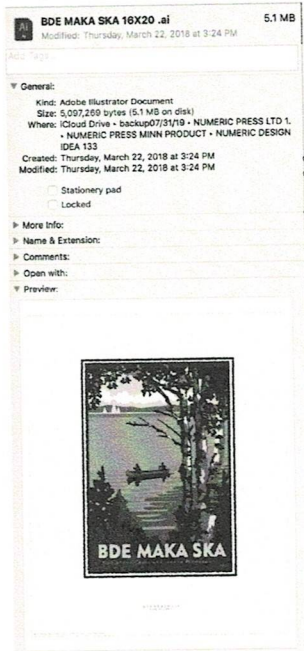 BDE MAKA SKA 16X20 .ai 5.1 MB
Modified: Thursday, March 22, 2018 at 3:24 PM
Add Tags
General:
Kind: Adobe Illustrator Document
Size: 5,097,269 bytes (5.1 MB on disk)
Where: iCloud Drive • backup07/31/19 • NUMERIC PRESS LTD 1.
• NUMERIC PRESS MINN PRODUCT • NUMERIC DESIGN
IDEA 133
Created: Thursday, March 22, 2018 at 3:24 PM
Modified: Thursday, March 22, 2018 at 3:24 PM
Stationery pad
Locked
More Info:
Name & Extension:
Comments:
Open with:
Preview:
BDE MAKA SKA